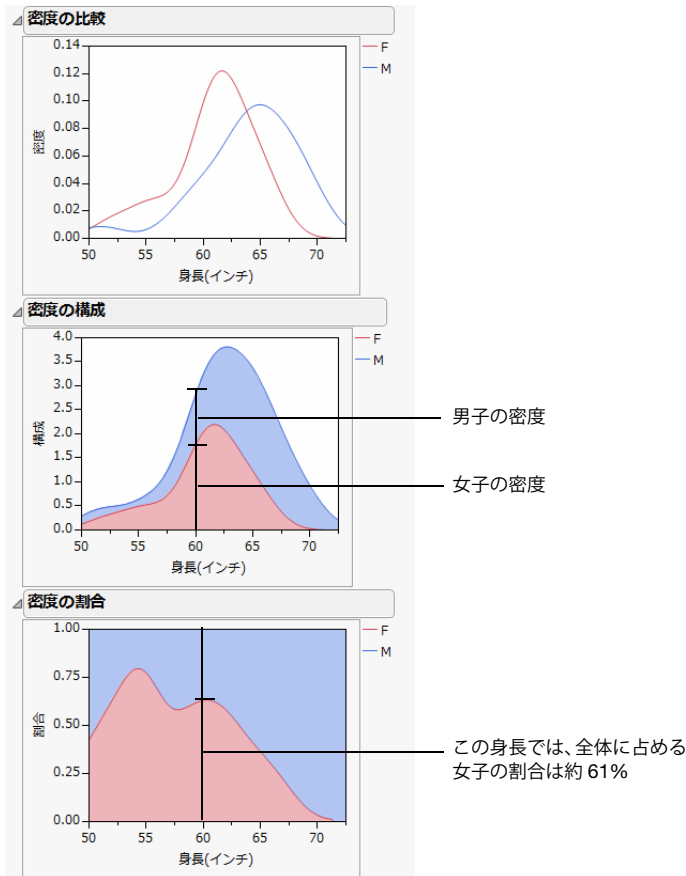 密度の比較
0.14
0.12
0.10
0.08
0.06
0.04
0.02
0.00
密度
50 55 60 65 70
身長(インチ)
F
M
密度の構成
4.0
3.5
3.0
2.5
2.0
1.5
1.0
0.5
0.0
構成
50 55 60 65 70
身長(インチ)
F
M
男子の密度
女子の密度
密度の割合
1.00
0.75
0.50
0.25
0.00
割合
50 55 60 65 70
身長(インチ)
F
M
この身長では、全体に占める
女子の割合は約 61%